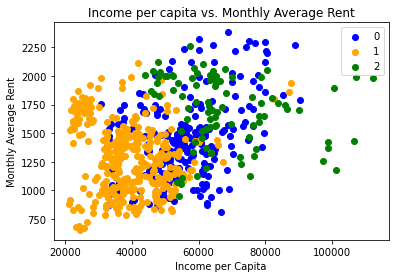 Income per capita vs. Monthly Average Rent
0
1
2
2250
2000
1750
1500
1250
1000
750
Monthly Average Rent
20000 40000 60000 80000 100000
Income per Capita